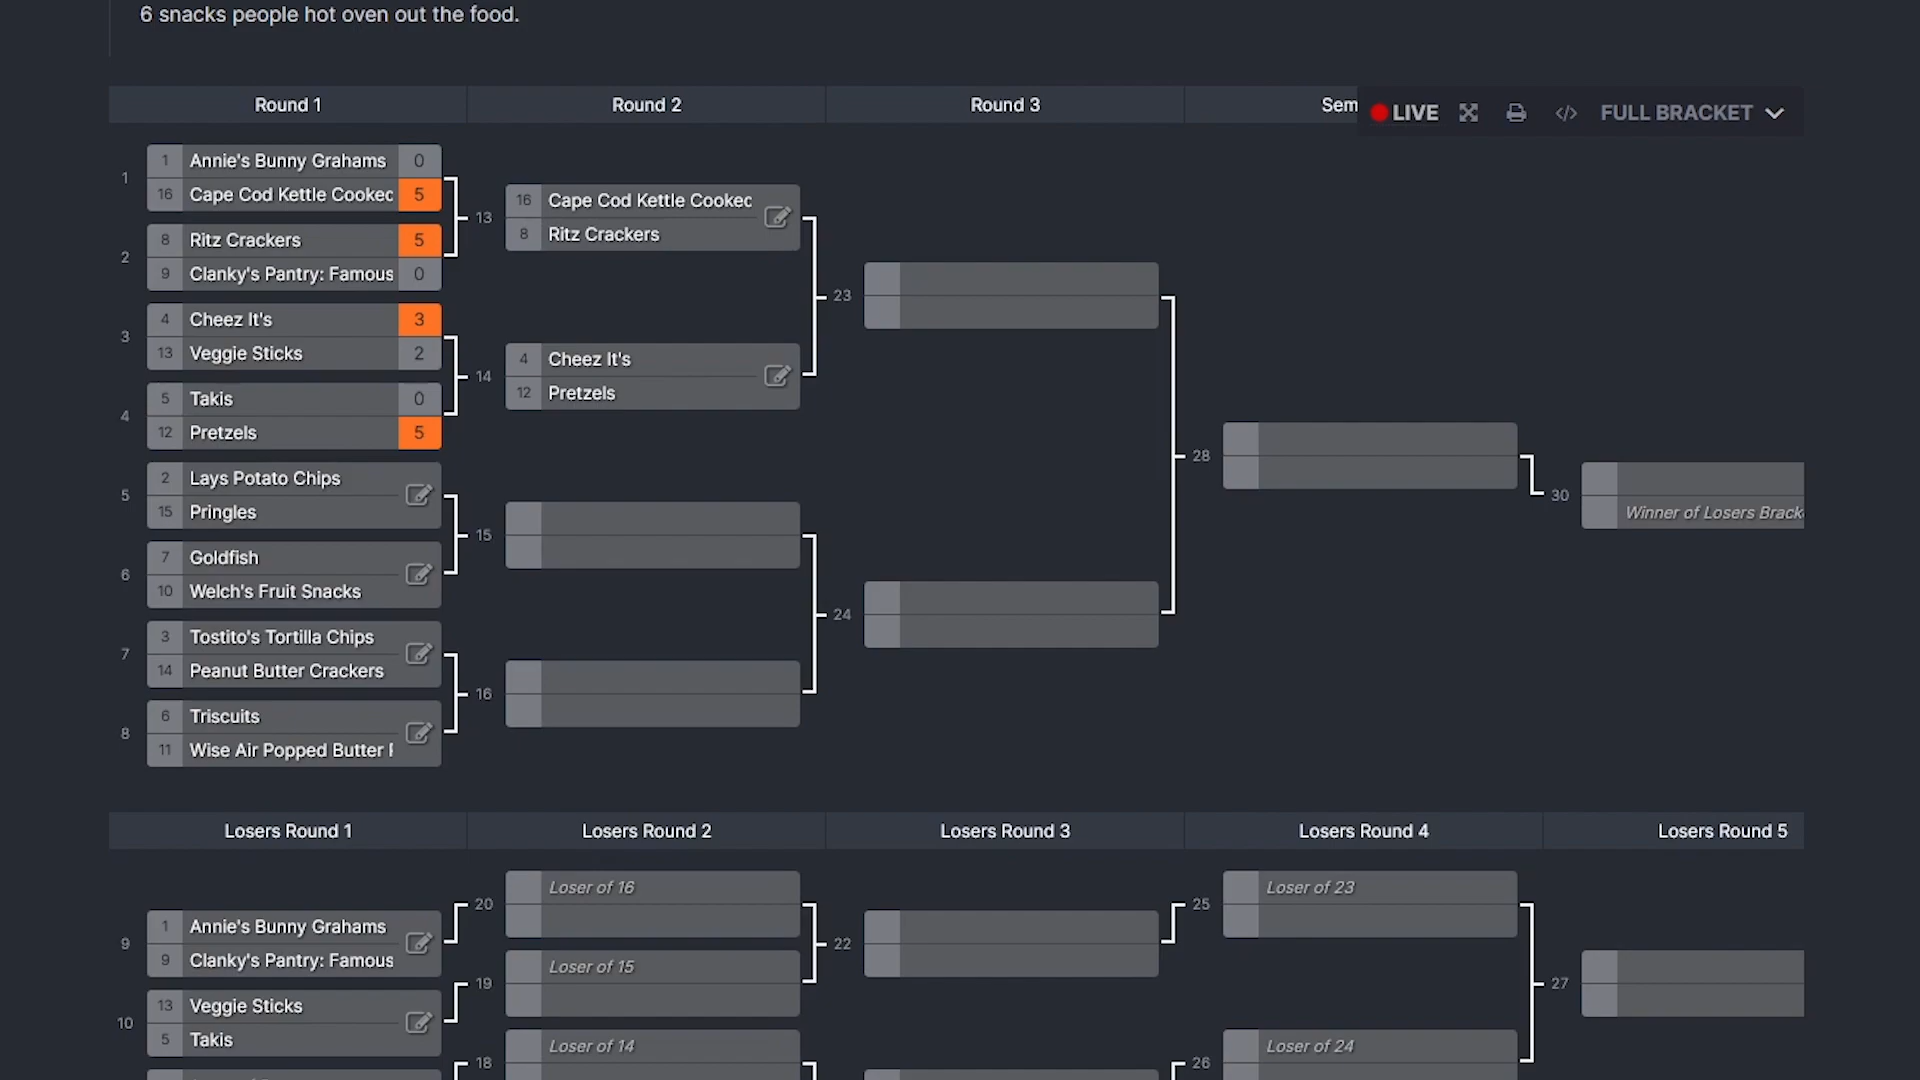 6 snacks people hot oven out the food.
Round 1
Round 2
Round 3
Sem
LIVE
FULL BRACKET
1
1 Annie's Bunny Grahams 0
16 Cape Cod Kettle Cooked 5
2
8 Ritz Crackers 5
9 Clanky's Pantry: Famous 0
3
4 Cheez It's 3
13 Veggie Sticks 2
4
5 Takis 0
12 Pretzels 5
5
2 Lays Potato Chips
15 Pringles
6
7 Goldfish
10 Welch's Fruit Snacks
7
3 Tostito's Tortilla Chips
14 Peanut Butter Crackers
8
6 Triscuits
11 Wise Air Popped Butter
13
16 Cape Cod Kettle Cooked
8 Ritz Crackers
14
4 Cheez It's
12 Pretzels
15
16
23
24
28
30
Winner of Losers Brack
Losers Round 1
Losers Round 2
Losers Round 3
Losers Round 4
Losers Round 5
9
1 Annie's Bunny Grahams
9 Clanky's Pantry: Famous
10
13 Veggie Sticks
5 Takis
20
Loser of 16
19
Loser of 15
18
Loser of 14
22
25
Loser of 23
26
Loser of 24
27